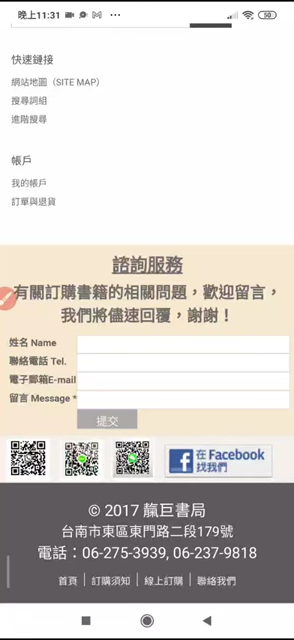 晚上11:31 ··· 50
快速鏈接
網站地圖（SITE MAP）
搜尋詞組
進階搜尋
帳戶
我的帳戶
訂單與退貨
諮詢服務
有關訂購書籍的相關問題，歡迎留言，
我們將儘速回覆，謝謝！
姓名 Name
聯絡電話 Tel.
電子郵箱E-mail
留言 Message *
提交
在 Facebook
找我們
© 2017 藶巨書局
台南市東區東門路二段179號
電話：06-275-3939, 06-237-9818
首頁 | 訂購須知 | 線上訂購 | 聯絡我們